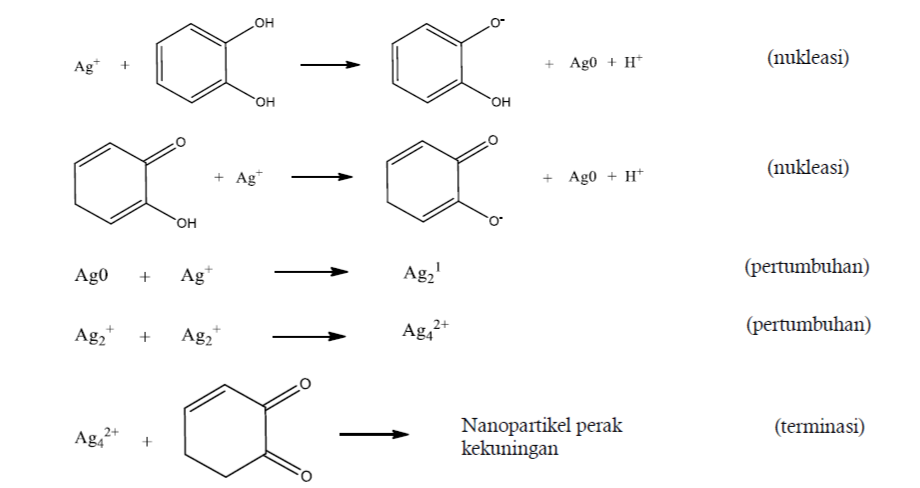 Ag⁺ + OH OH O⁻ OH + Ag0 + H⁺ (nukleasi)
O OH + Ag⁺ O O⁻ + Ag0 + H⁺ (nukleasi)
Ag0 + Ag⁺ Ag₂¹ (pertumbuhan)
Ag₂⁺ + Ag₂⁺ Ag₄²⁺ (pertumbuhan)
Ag₄²⁺ + O O Nanopartikel perak (terminasi)
kekuningan